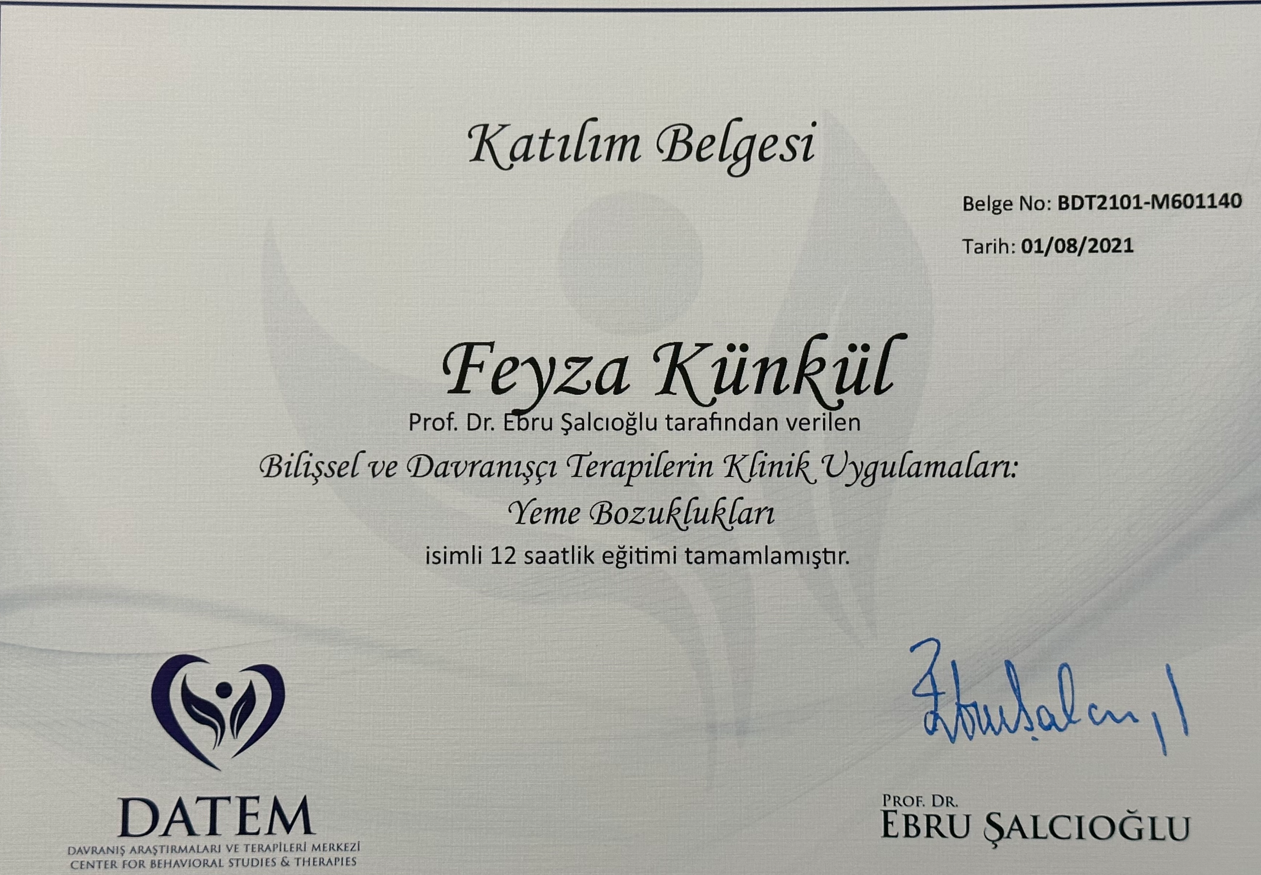 Katılım Belgesi
Belge No: BDT2101-M601140
Tarih: 01/08/2021
Feyza Künkül
Prof. Dr. Ebru Şalcıoğlu tarafından verilen
Bilişsel ve Davranışçı Terapilerin Klinik Uygulamaları:
Yeme Bozuklukları
isimli 12 saatlik eğitimi tamamlamıştır.
DATEM
DAVRANIŞ ARAŞTIRMALARI VE TERAPİLERİ MERKEZİ
CENTER FOR BEHAVIORAL STUDIES & THERAPIES
EbruŞalcı
PROF. DR.
EBRU ŞALCIOĞLU